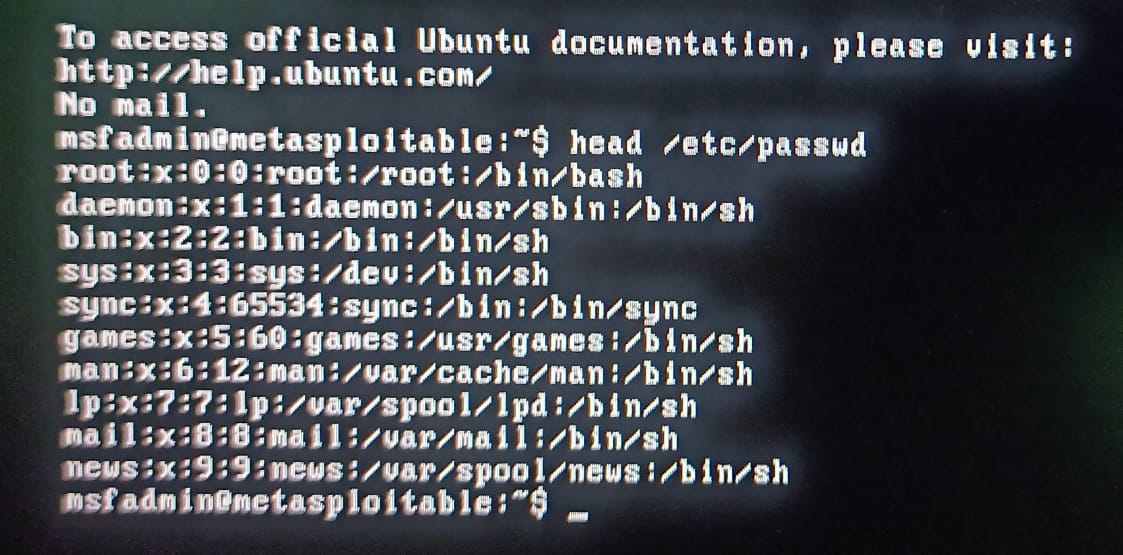 To access official Ubuntu documentation, please visit:
http://help.ubuntu.com/
No mail.
msfadmin@metasploitable:~$ head /etc/passwd
root:x:0:0:root:/root:/bin/bash
daemon:x:1:1:daemon:/usr/sbin:/bin/sh
bin:x:2:2:bin:/bin:/bin/sh
sys:x:3:3:sys:/dev:/bin/sh
sync:x:4:65534:sync:/bin:/bin/sync
games:x:5:60:games:/usr/games:/bin/sh
man:x:6:12:man:/var/cache/man:/bin/sh
lp:x:7:7:lp:/var/spool/lpd:/bin/sh
mail:x:8:8:mail:/var/mail:/bin/sh
news:x:9:9:news:/var/spool/news:/bin/sh
msfadmin@metasploitable:~$ _